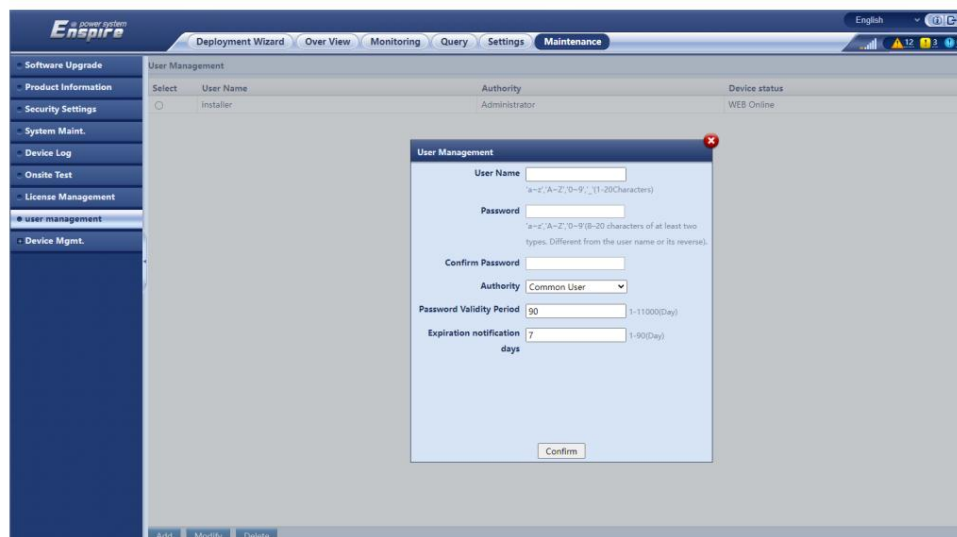 power system
Enspire
English
Deployment Wizard Over View Monitoring Query Settings Maintenance
12 3
Software Upgrade
Product Information
Security Settings
System Maint.
Device Log
Onsite Test
License Management
user management
Device Mgmt.
User Management
Select User Name Authority Device status
installer Administrator WEB Online
User Management
User Name
'a~z','A~Z','0~9','_'(1-20Characters)
Password
'a~z','A~Z','0~9'(8-20 characters of at least two
types. Different from the user name or its reverse).
Confirm Password
Authority Common User
Password Validity Period 90 1-11000(Day)
Expiration notification 7 1-90(Day)
days
Confirm
Add Modify Delete